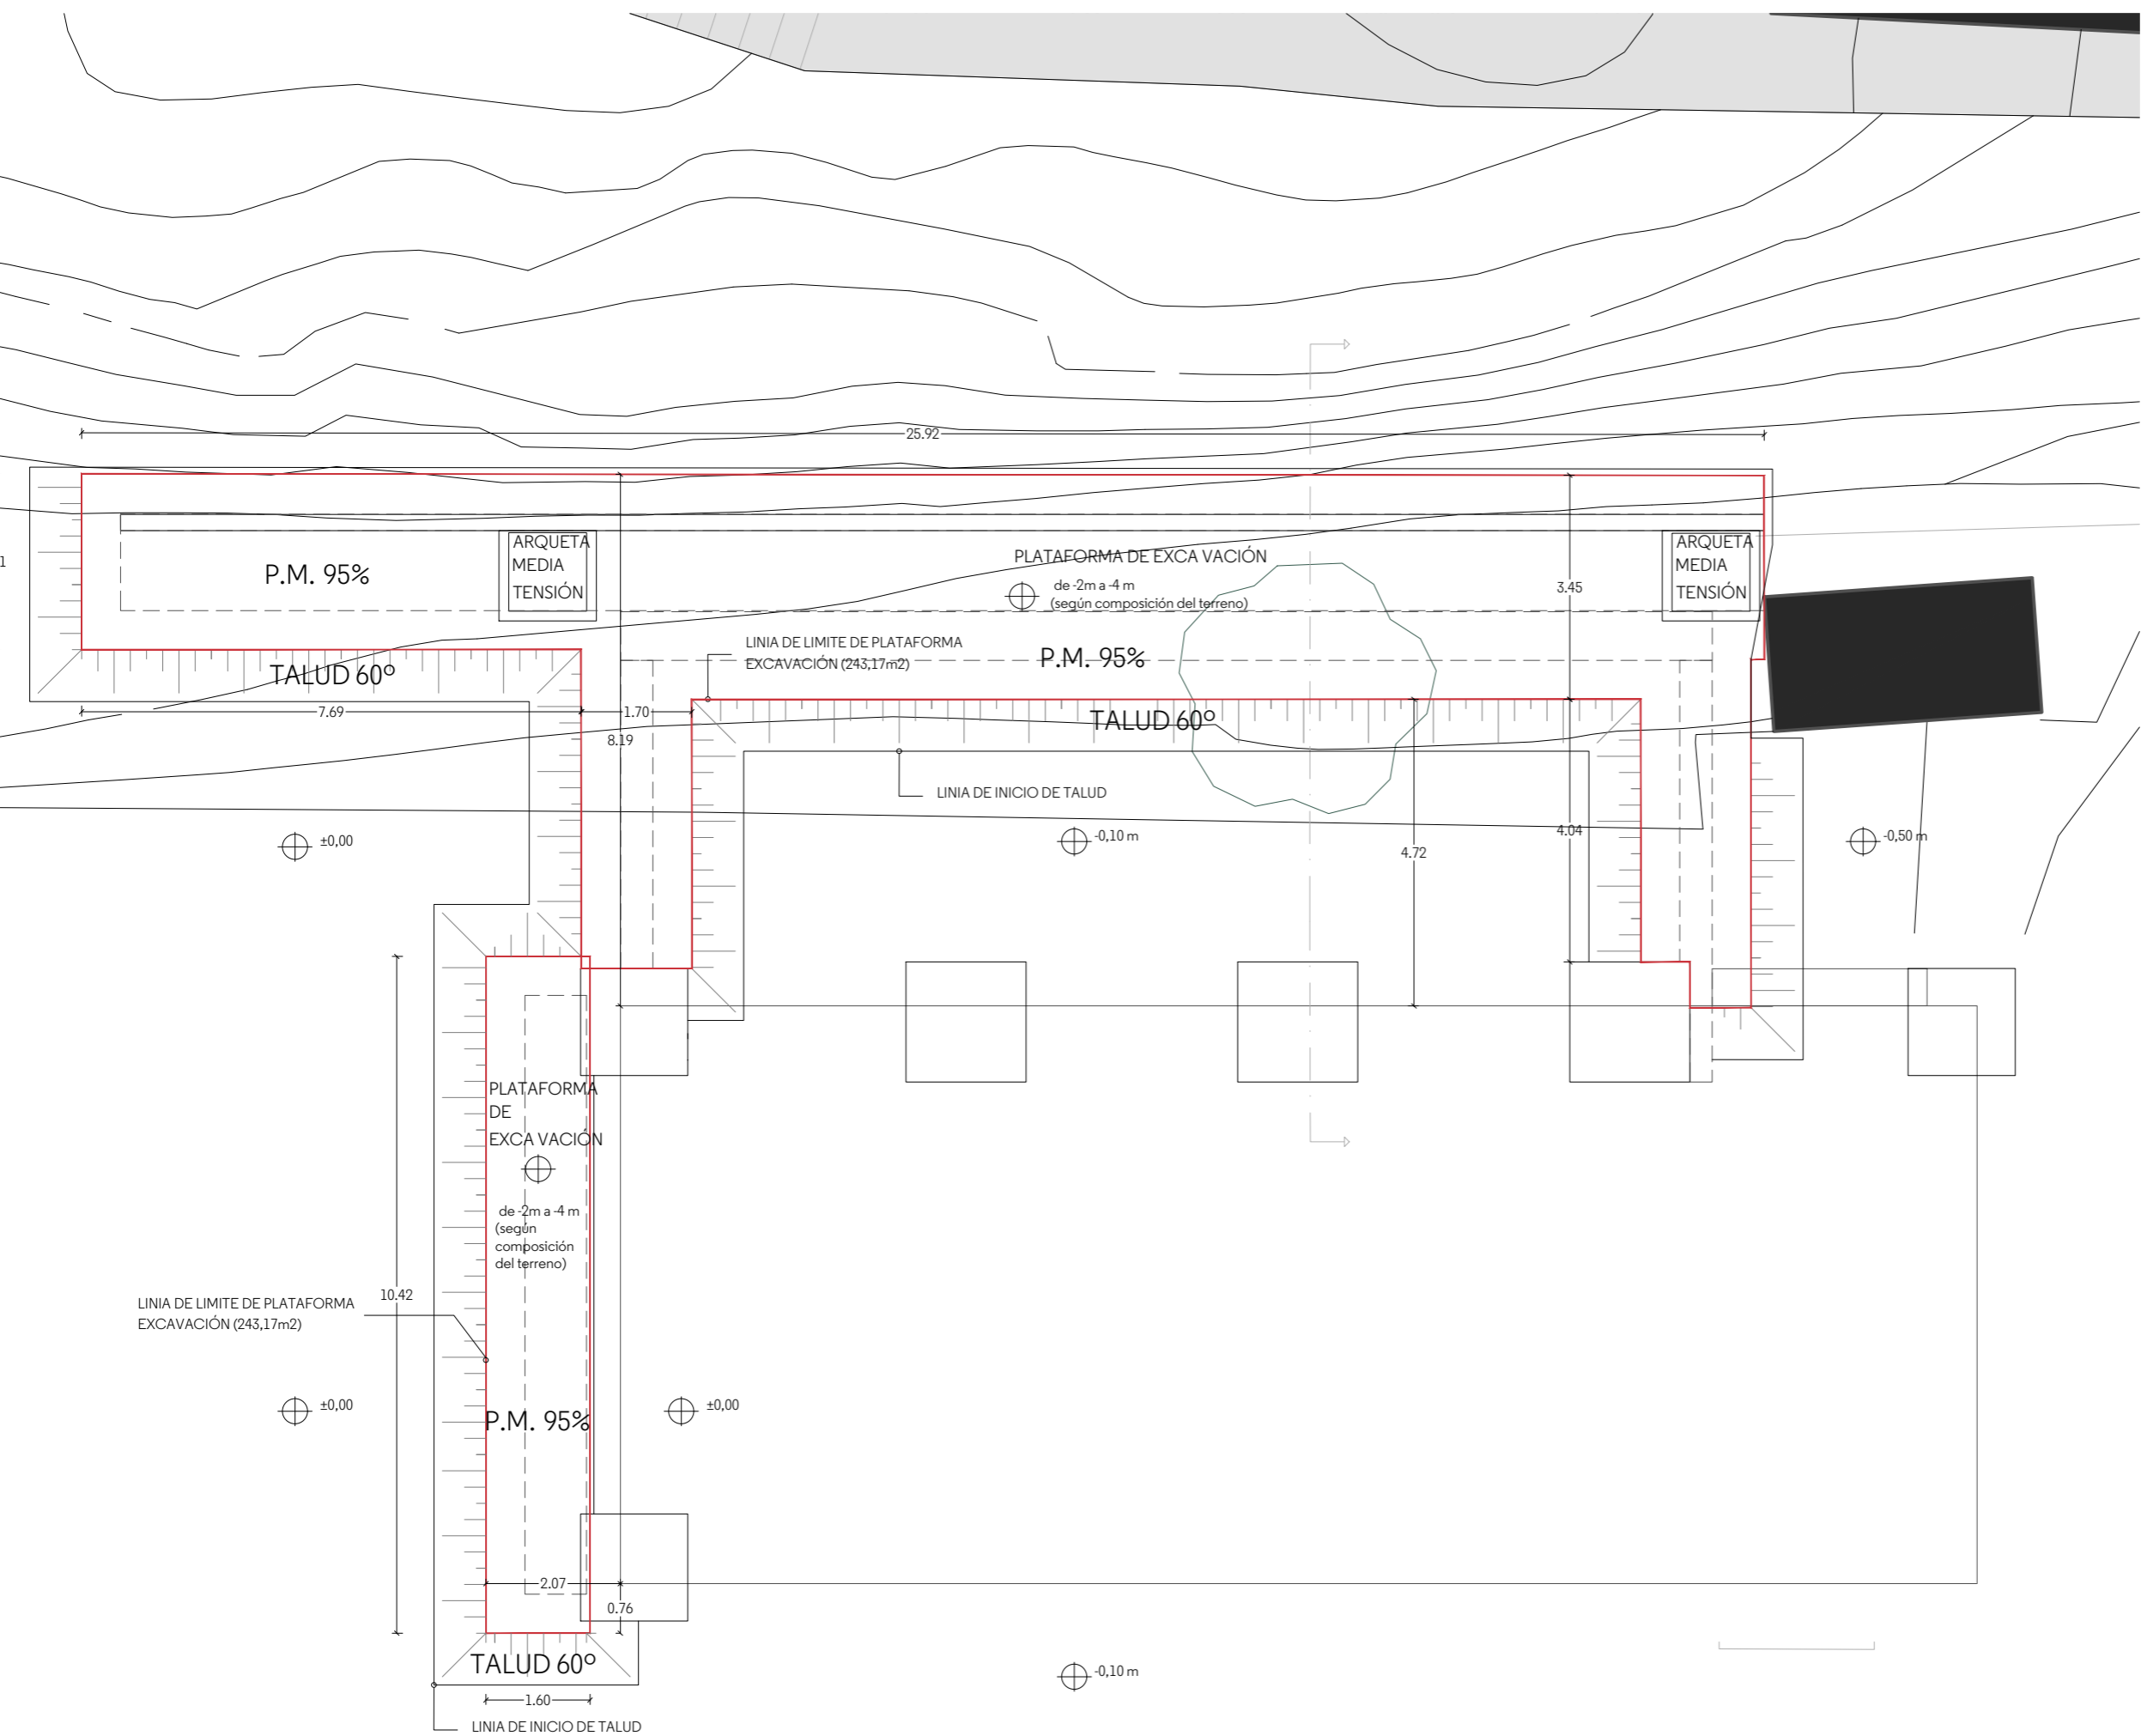 25.92
1
ARQUETA
MEDIA
TENSIÓN
P.M. 95%
PLATAFORMA DE EXCA VACIÓN
de -2m a -4 m
(según composición del terreno)
3.45
ARQUETA
MEDIA
TENSIÓN
LINIA DE LIMITE DE PLATAFORMA
EXCAVACIÓN (243,17m2)
P.M. 95%
TALUD 60º
7.69
1.70
TALUD 60º
8.19
LINIA DE INICIO DE TALUD
±0,00
-0,10 m
4.72
4.04
-0,50 m
PLATAFORMA
DE
EXCA VACIÓN
de -2m a -4 m
(según
composición
del terreno)
10.42
LINIA DE LIMITE DE PLATAFORMA
EXCAVACIÓN (243,17m2)
±0,00
±0,00
P.M. 95%
2.07
0.76
TALUD 60º
-0,10 m
1.60
LINIA DE INICIO DE TALUD